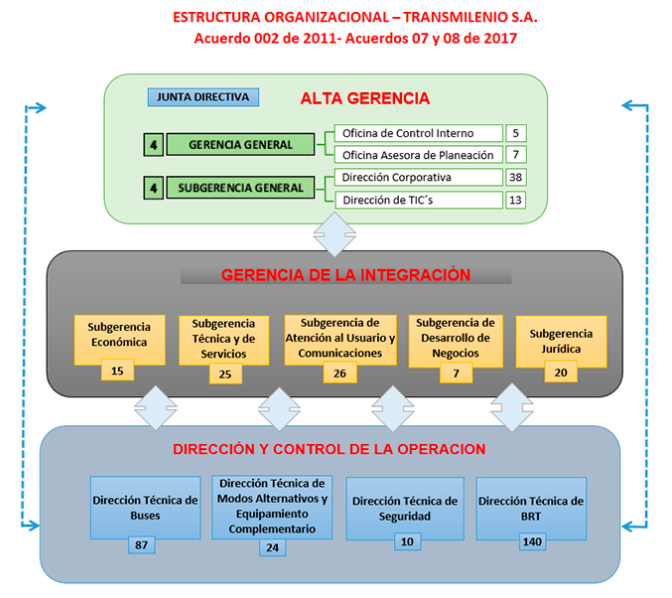 ESTRUCTURA ORGANIZACIONAL – TRANSMILENIO S.A.
Acuerdo 002 de 2011- Acuerdos 07 y 08 de 2017
JUNTA DIRECTIVA
ALTA GERENCIA
4 GERENCIA GENERAL
Oficina de Control Interno 5
Oficina Asesora de Planeación 7
4 SUBGERENCIA GENERAL
Dirección Corporativa 38
Dirección de TIC´s 13
GERENCIA DE LA INTEGRACIÓN
Subgerencia
Económica
15
Subgerencia
Técnica y de
Servicios
25
Subgerencia de
Atención al Usuario y
Comunicaciones
26
Subgerencia de
Desarrollo de
Negocios
7
Subgerencia
Jurídica
20
DIRECCIÓN Y CONTROL DE LA OPERACION
Dirección Técnica de
Buses
87
Dirección Técnica de
Modos Alternativos y
Equipamiento
Complementario
24
Dirección Técnica de
Seguridad
10
Dirección Técnica de
BRT
140